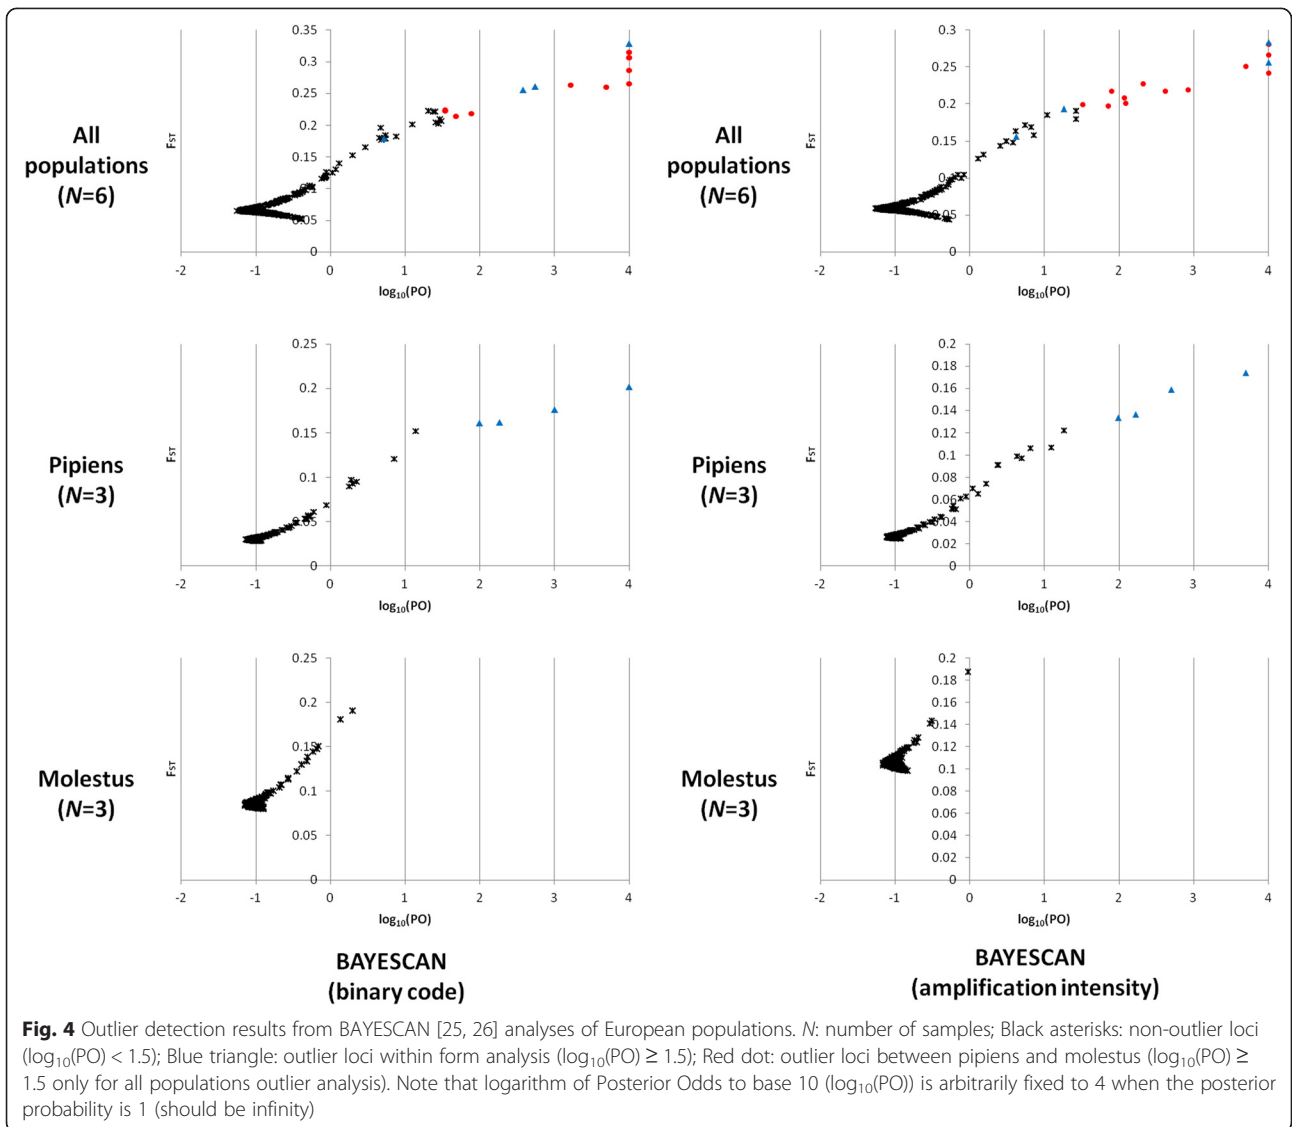 All
populations
(N=6)
FST
0.35
0.3
0.25
0.2
0.15
0.1
0.05
0
-2 -1 0 1 2 3 4
log10(PO)
FST
0.3
0.25
0.2
0.15
0.1
0.05
0
-2 -1 0 1 2 3 4
log10(PO)
All
populations
(N=6)
Pipiens
(N=3)
FST
0.25
0.2
0.15
0.1
0.05
0
-2 -1 0 1 2 3 4
log10(PO)
Pipiens
(N=3)
FST
0.2
0.18
0.16
0.14
0.12
0.1
0.08
0.06
0.04
0.02
0
-2 -1 0 1 2 3 4
log10(PO)
Molestus
(N=3)
FST
0.25
0.2
0.15
0.1
0.05
0
-2 -1 0 1 2 3 4
log10(PO)
Molestus
(N=3)
FST
0.2
0.18
0.16
0.14
0.12
0.1
0.08
0.06
0.04
0.02
0
-2 -1 0 1 2 3 4
log10(PO)
BAYESCAN
(binary code)
BAYESCAN
(amplification intensity)
Fig. 4 Outlier detection results from BAYESCAN [25, 26] analyses of European populations. N: number of samples; Black asterisks: non-outlier loci
(log10(PO) < 1.5); Blue triangle: outlier loci within form analysis (log10(PO) ≥ 1.5); Red dot: outlier loci between pipiens and molestus (log10(PO) ≥
1.5 only for all populations outlier analysis). Note that logarithm of Posterior Odds to base 10 (log10(PO)) is arbitrarily fixed to 4 when the posterior
probability is 1 (should be infinity)